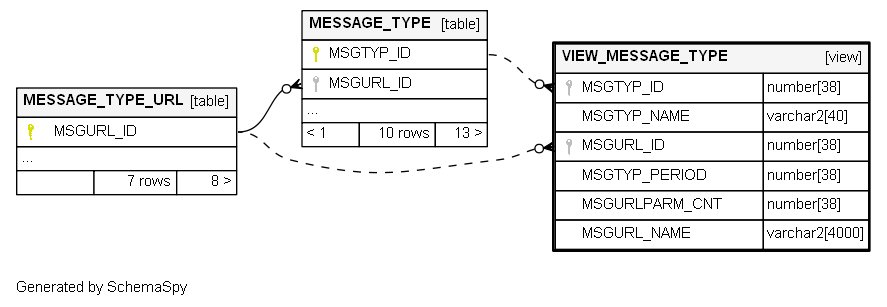 MESSAGE_TYPE [table]
MSGTYP_ID
MSGURL_ID
...
< 1 10 rows 13 >
MESSAGE_TYPE_URL [table]
MSGURL_ID
...
7 rows 8 >
VIEW_MESSAGE_TYPE [view]
MSGTYP_ID number[38]
MSGTYP_NAME varchar2[40]
MSGURL_ID number[38]
MSGTYP_PERIOD number[38]
MSGURLPARM_CNT number[38]
MSGURL_NAME varchar2[4000]
Generated by SchemaSpy